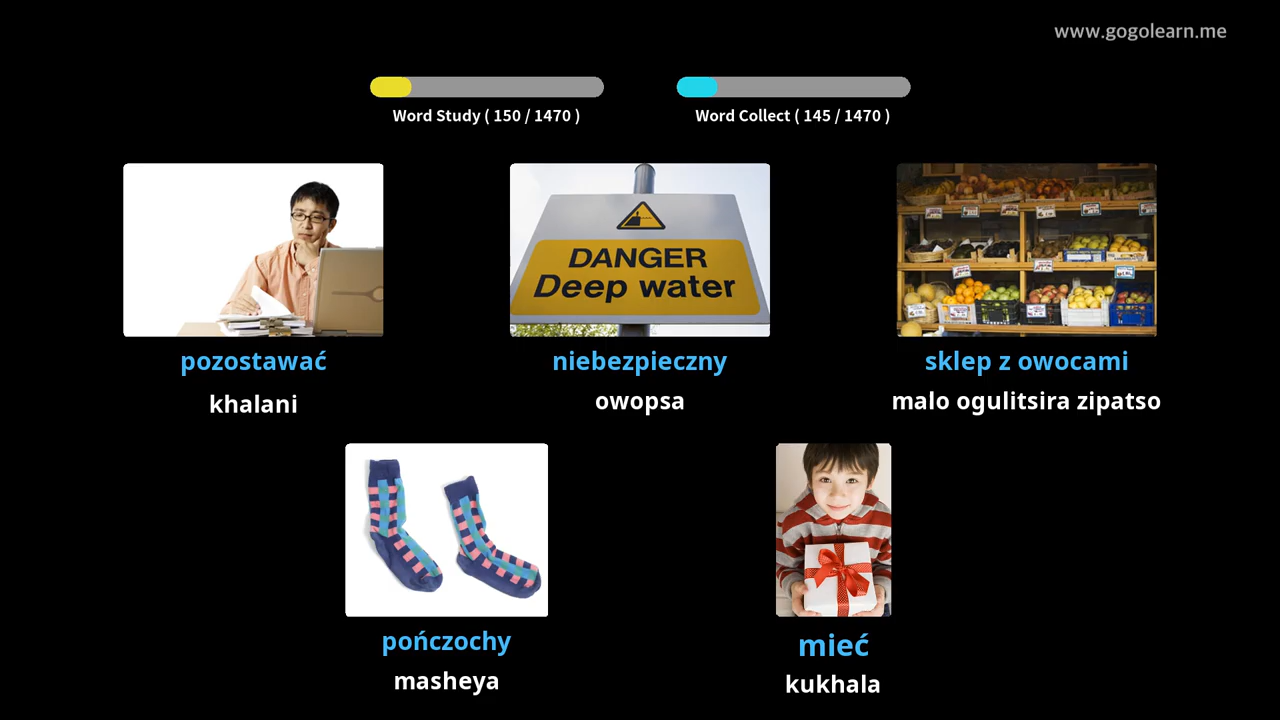 www.gogolearn.me
Word Study ( 150 / 1470 )
Word Collect ( 145 / 1470 )
DANGER
Deep water
pozostawać
niebezpieczny
sklep z owocami
khalani
owopsa
malo ogulitsira zipatso
pończochy
mieć
masheya
kukhala